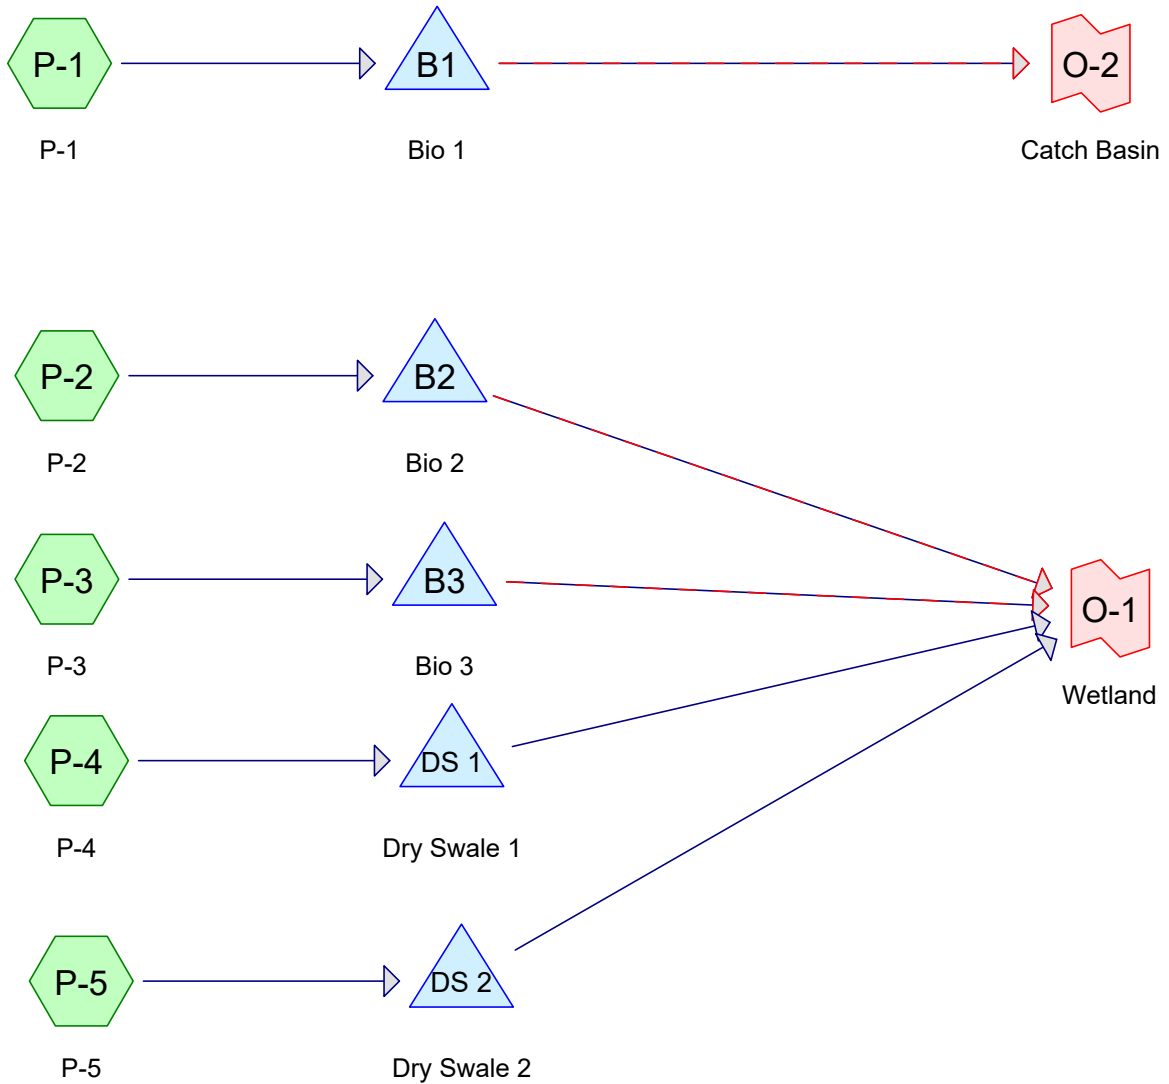 P-1
B1
O-2
P-1
Bio 1
Catch Basin
P-2
B2
P-2
Bio 2
P-3
B3
O-1
P-3
Bio 3
Wetland
P-4
DS 1
P-4
Dry Swale 1
P-5
DS 2
P-5
Dry Swale 2